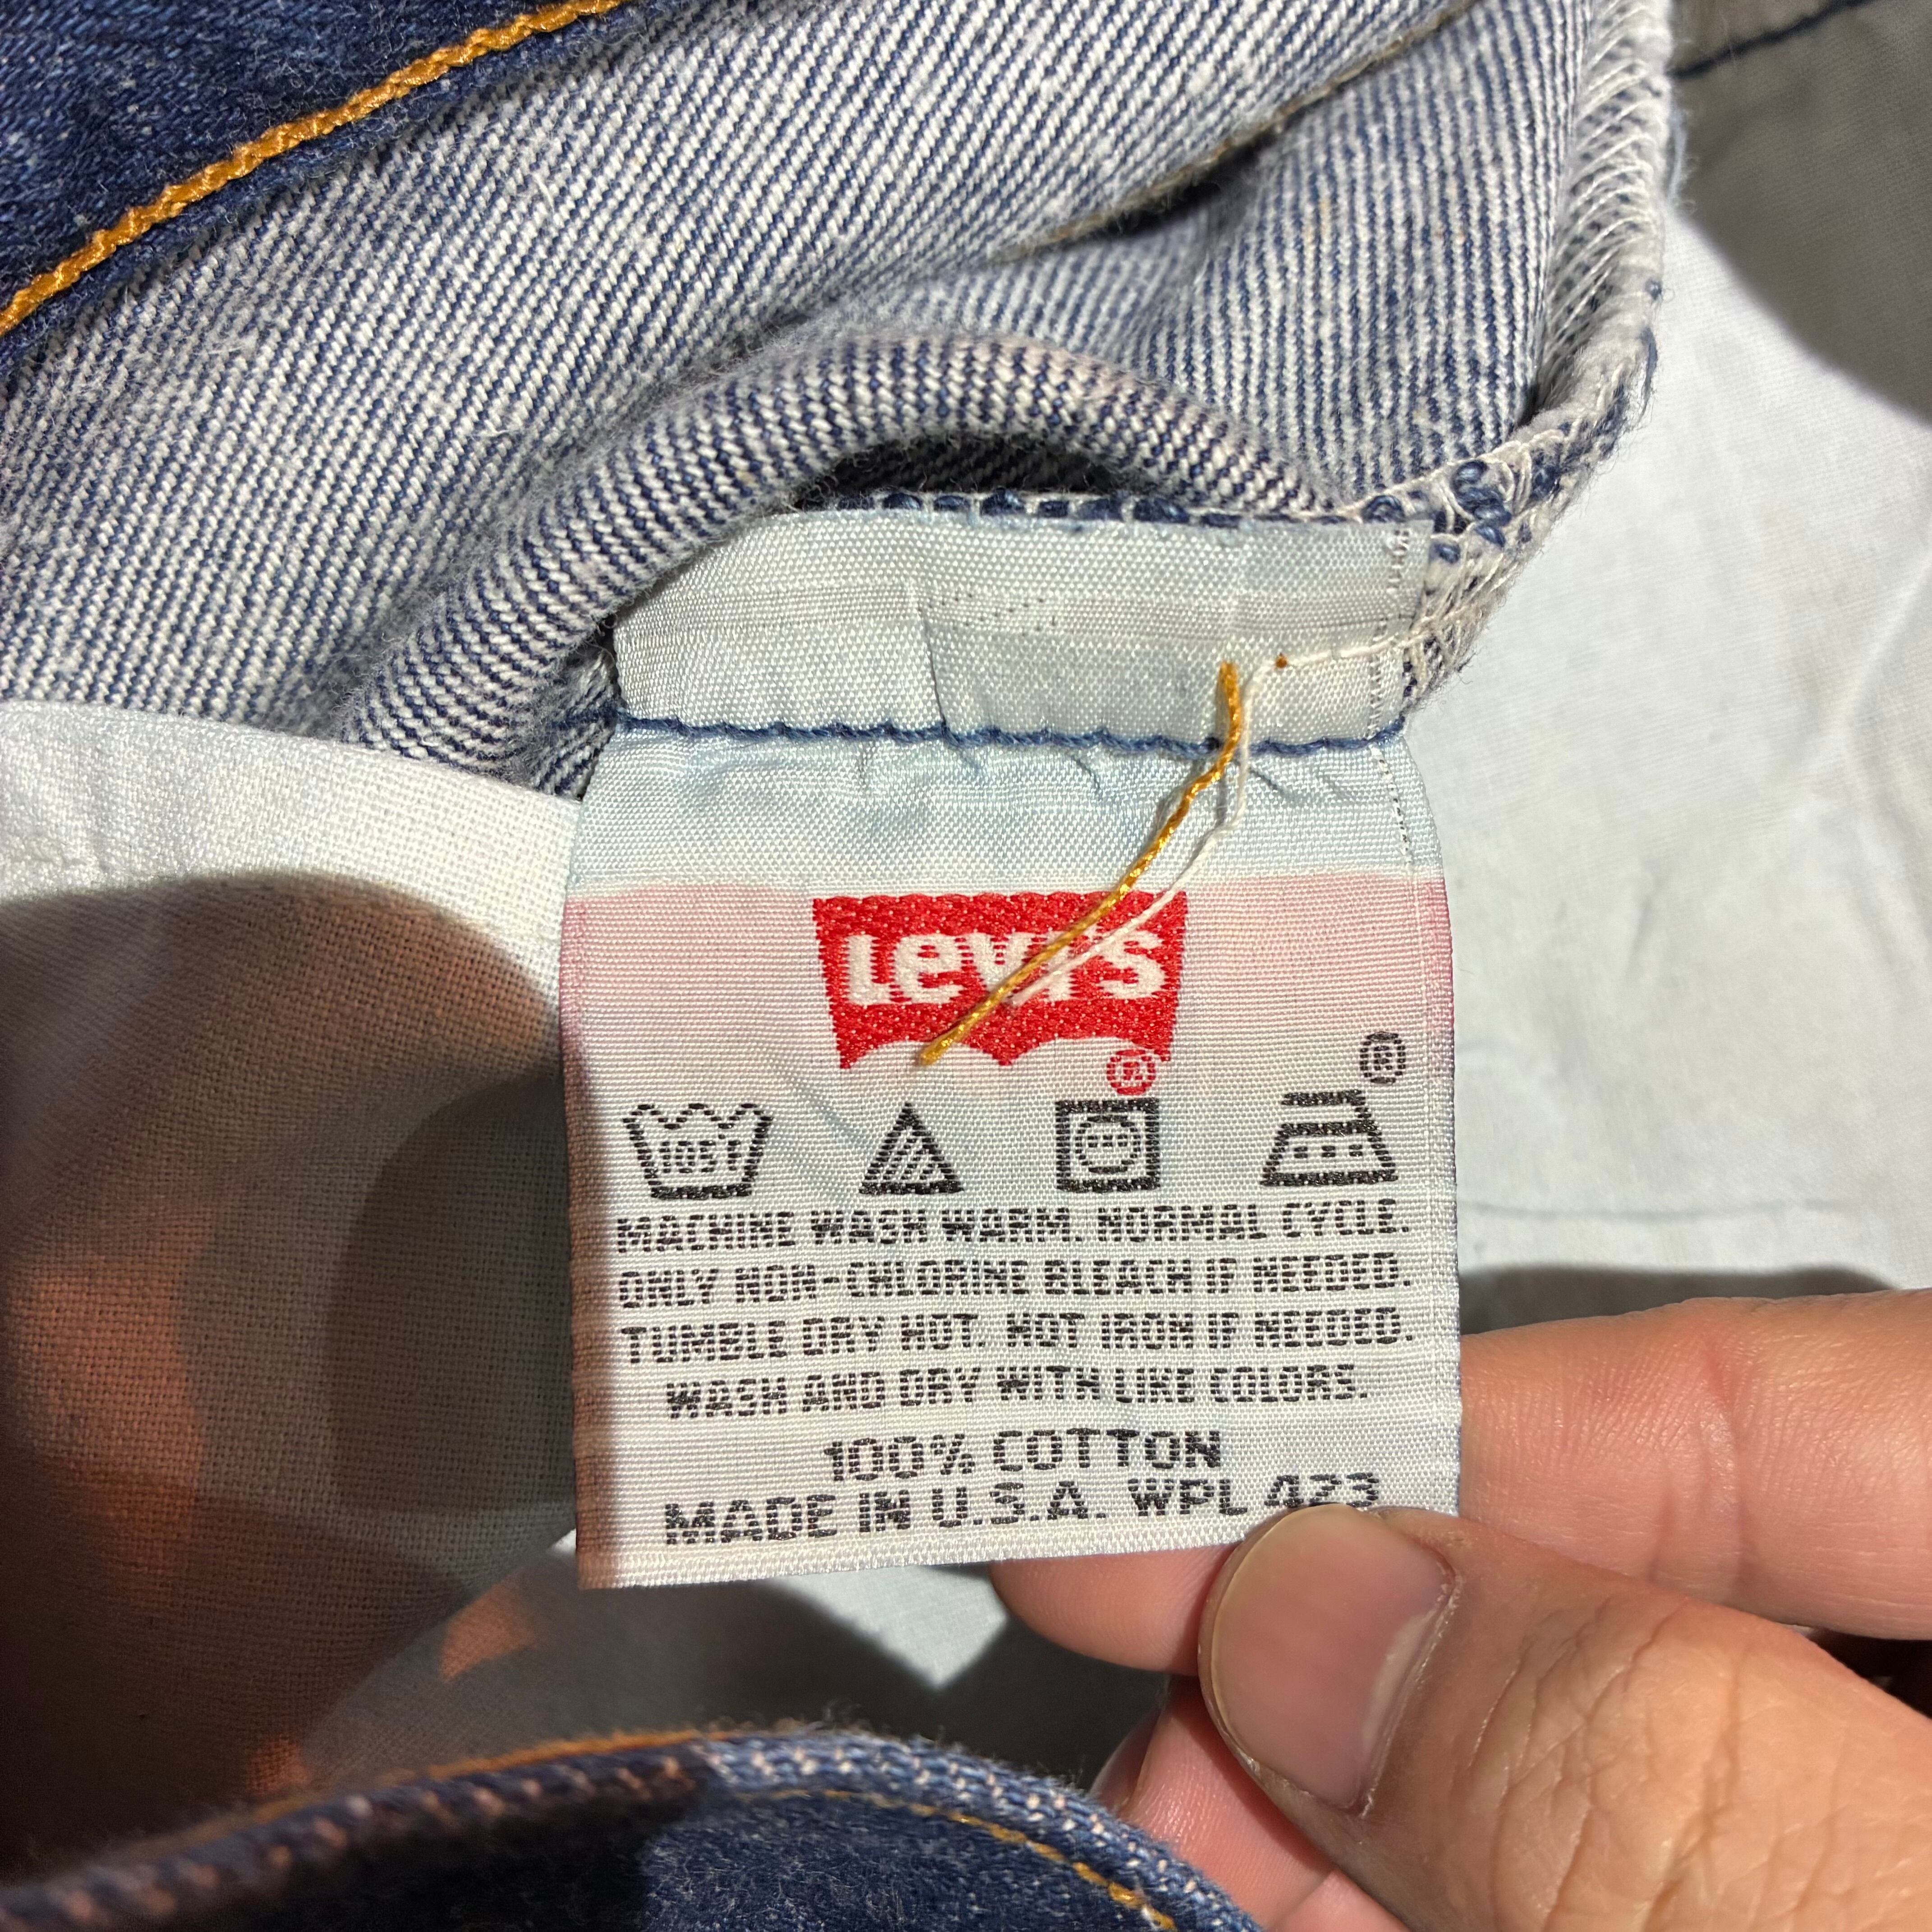 Levi's
®
®
105°F
MACHINE WASH WARM. NORMAL CYCLE.
ONLY NON-CHLORINE BLEACH IF NEEDED.
TUMBLE DRY HOT. HOT IRON IF NEEDED.
WASH AND DRY WITH LIKE COLORS.
100% COTTON
MADE IN U.S.A. WPL 423